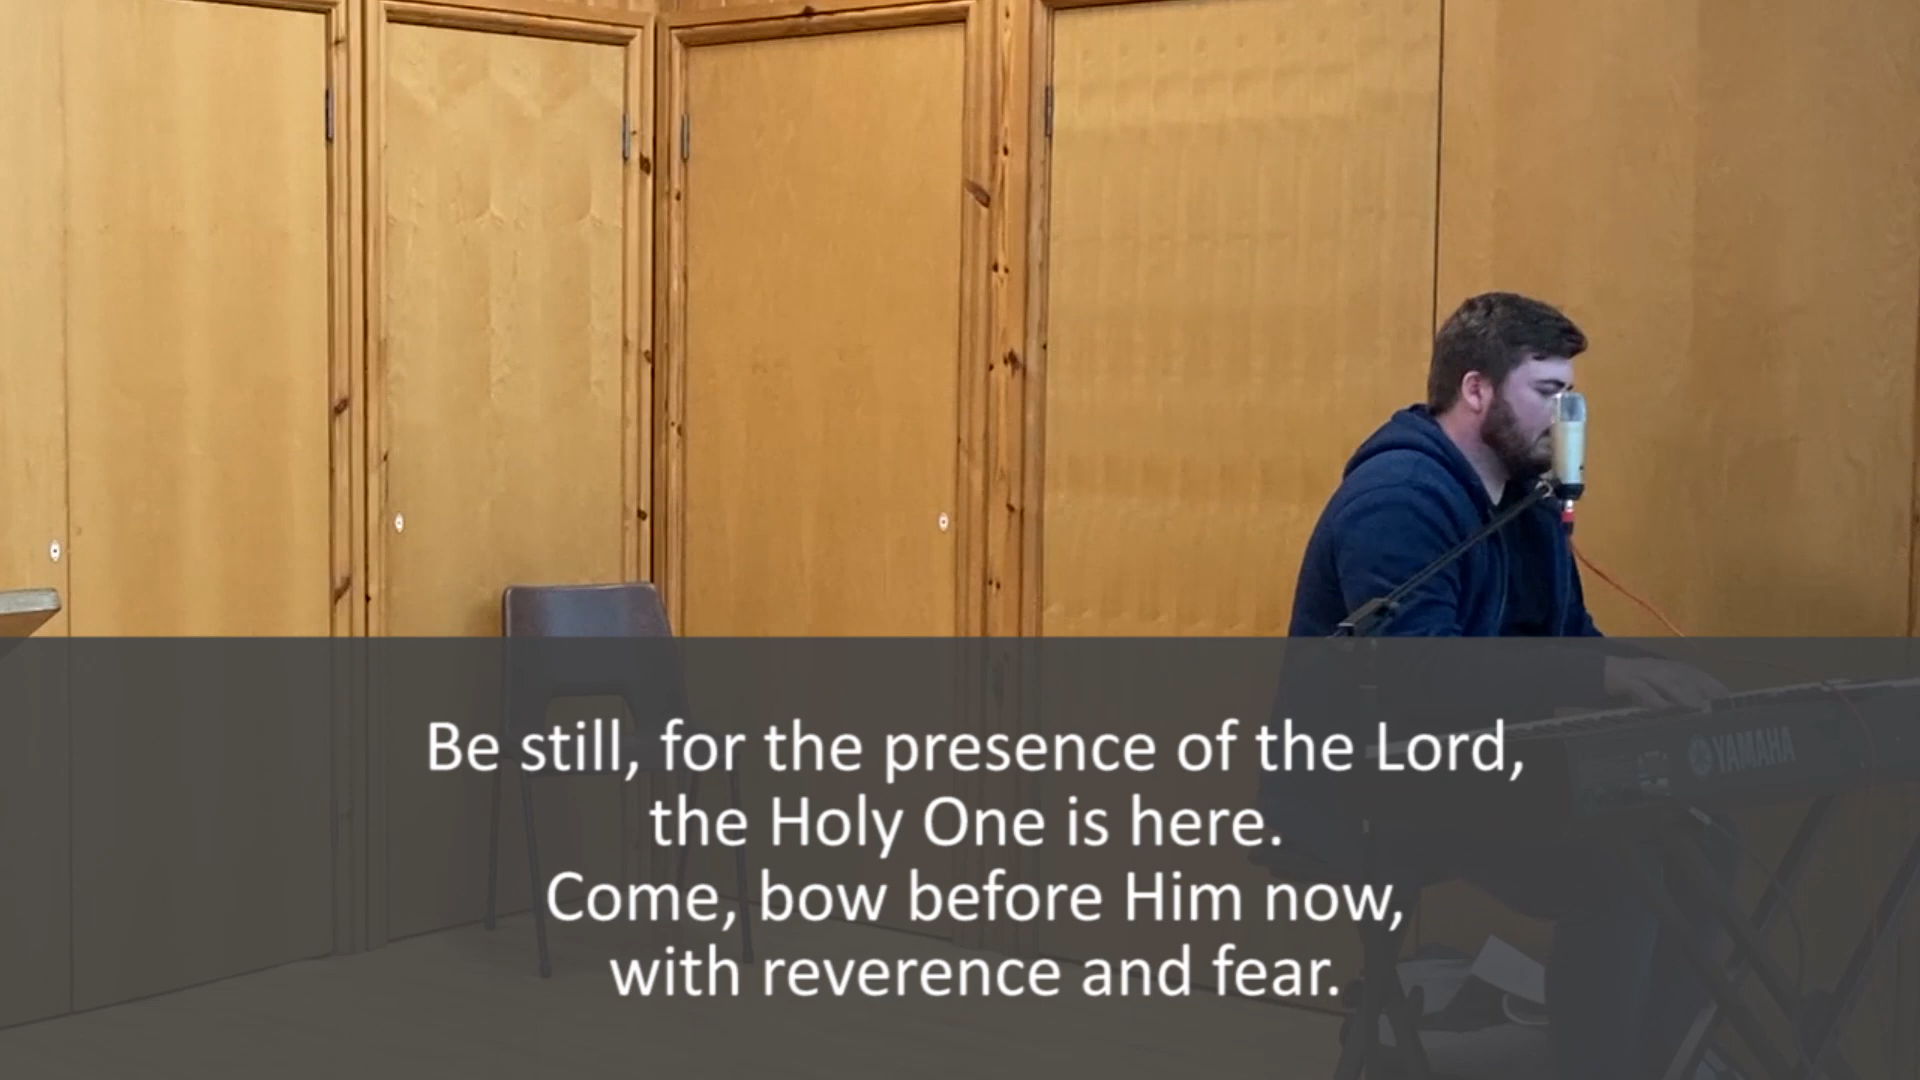 Be still, for the presence of the Lord,
the Holy One is here.
Come, bow before Him now,
with reverence and fear.
YAMAHA